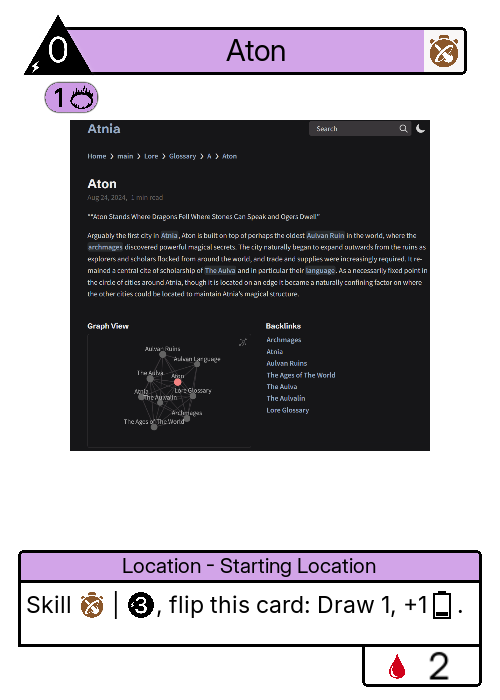 0
Aton
1
Atnia
Search
Home > main > Lore > Glossary > A > Aton
Aton
Aug 24, 2024, 1 min read
""Aton Stands Where Dragons Fell Where Stones Can Speak and Ogers Dwell"
Arguably the first city in Atnia, Aton is built on top of perhaps the oldest Aulvan Ruin in the world, where the
archmages discovered powerful magical secrets. The city naturally began to expand outwards from the ruins as
explorers and scholars flocked from around the world, and trade and supplies were increasingly required. It re-
mained a central cite of scholarship of The Aulva and in particular their language. As a necessarily fixed point in
the circle of cities around Atnia, though it is located on an edge it became a naturally confining factor on where
the other cities could be located to maintain Atnia's magical structure.
Graph View
Aulvan Ruins
Aulvan Language
The Aulva
Aton
Atnia
Lore Glossary
The Aulvalín
Archmages
The Ages of The World
Backlinks
Archmages
Atnia
Aulvan Ruins
The Ages of The World
The Aulva
The Aulvalín
Lore Glossary
Location - Starting Location
Skill | 3, flip this card: Draw 1, +1 .
2